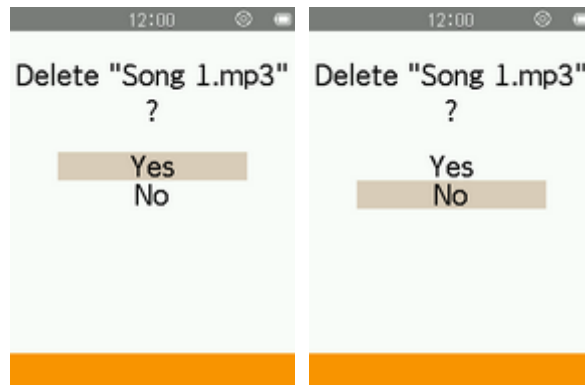 12:00
Delete "Song 1.mp3"
?
Yes
No
12:00
Delete "Song 1.mp3"
?
Yes
No